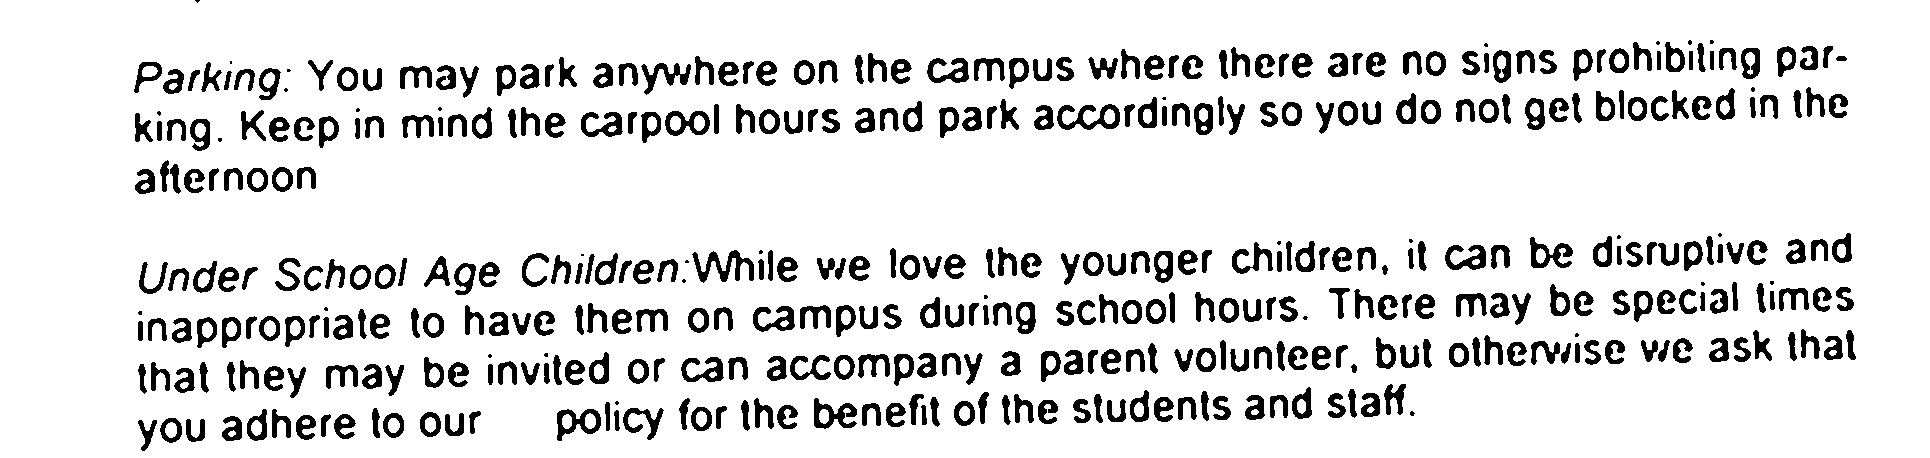 Parking: You may park anywhere on the campus where there are no signs prohibiting par-
king. Keep in mind the carpool hours and park accordingly so you do not get blocked in the
afternoon
Under School Age Children:While we love the younger children, it can be disruptive and
inappropriate to have them on campus during school hours. There may be special times
that they may be invited or can accompany a parent volunteer, but otherwise we ask that
you adhere to our policy for the benefit of the students and staff.